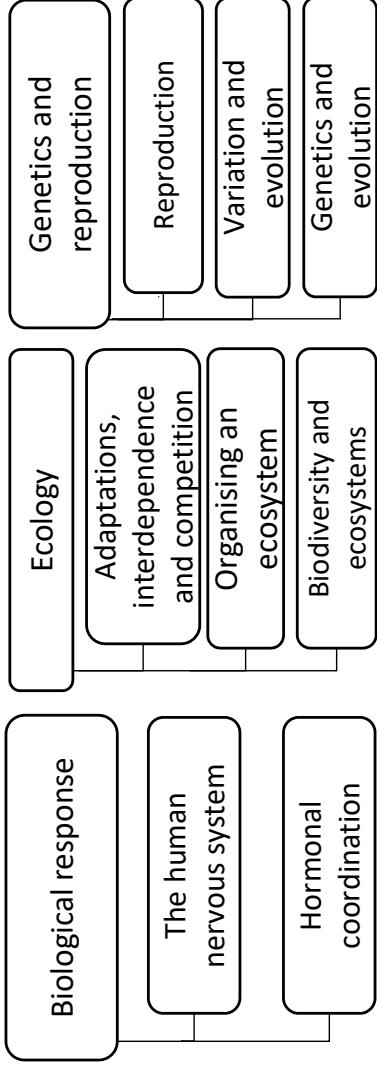 Biological response
The human
nervous system
Hormonal
coordination
Ecology
Adaptations,
interdependence
and competition
Organising an
ecosystem
Biodiversity and
ecosystems
Genetics and
reproduction
Reproduction
Variation and
evolution
Genetics and
evolution